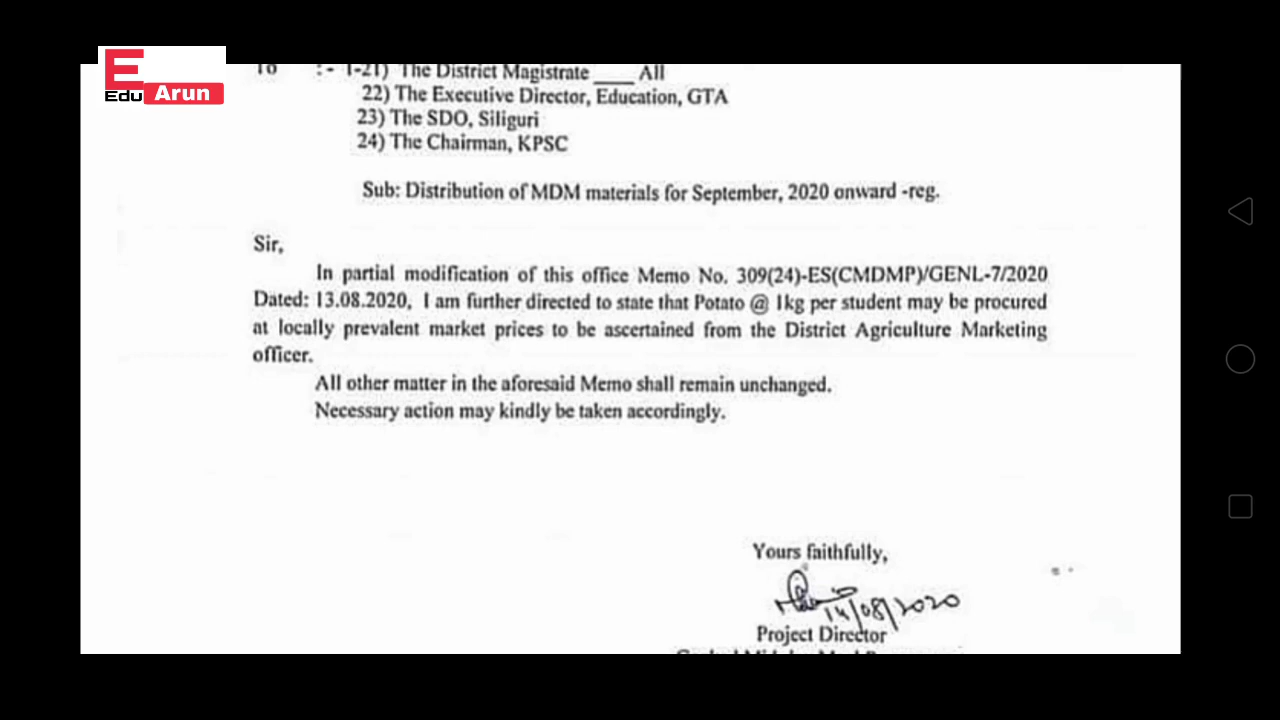 E
Edu Arun
To :- 1-21) The District Magistrate ____ All
22) The Executive Director, Education, GTA
23) The SDO, Siliguri
24) The Chairman, KPSC
Sub: Distribution of MDM materials for September, 2020 onward -reg.
Sir,
In partial modification of this office Memo No. 309(24)-ES(CMDMP)/GENL-7/2020
Dated: 13.08.2020, I am further directed to state that Potato @ 1kg per student may be procured
at locally prevalent market prices to be ascertained from the District Agriculture Marketing
officer.
All other matter in the aforesaid Memo shall remain unchanged.
Necessary action may kindly be taken accordingly.
Yours faithfully,
14/08/2020
Project Director